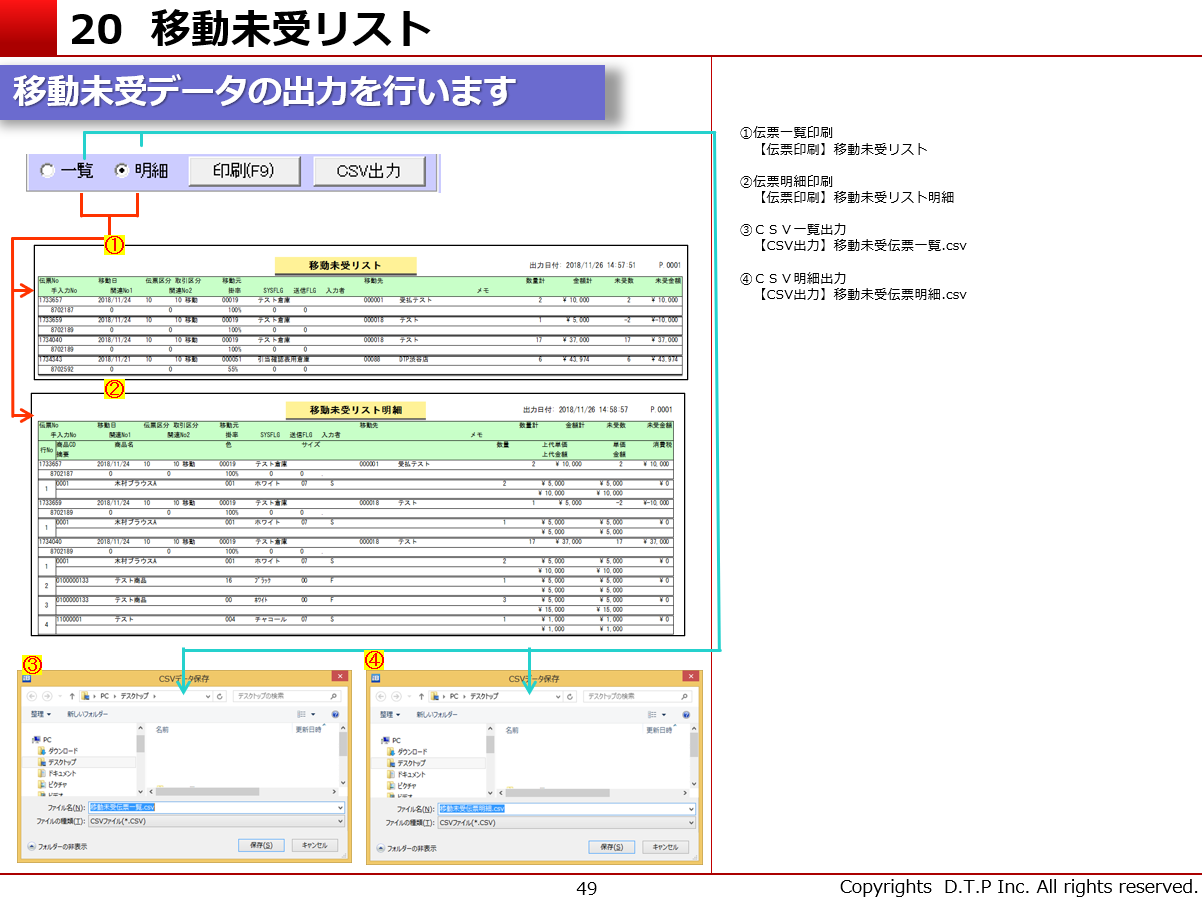 20 移動未受リスト
移動未受データの出力を行います
一覧 明細 印刷(F9) CSV出力
①
移動未受リスト 出力日付: 2018/11/26 14:57:51 P.0001
伝票No 移動日 伝票区分 取引区分 移動元 移動先 数量計 金額計 未受数 未受金額
手入力No 関連No1 関連No2 掛率 SYSFLG 送信FLG 入力者 メモ
1733657 2018/11/24 10 10 移動 00019 テスト倉庫 000001 受払テスト 2 ¥ 10,000 2 ¥ 10,000
8702187 0 0 100% 0 0
1733659 2018/11/24 10 10 移動 00019 テスト倉庫 000018 テスト 1 ¥ 5,000 -2 ¥-10,000
8702189 0 0 100% 0 0
1734040 2018/11/24 10 10 移動 00019 テスト倉庫 000018 テスト 17 ¥ 37,000 17 ¥ 37,000
8702189 0 0 100% 0 0
1734343 2018/11/21 10 10 移動 000051 引当確認表用倉庫 00088 DTP渋谷店 6 ¥ 43,974 6 ¥ 43,974
8702592 0 0 55% 0 0
②
移動未受リスト明細 出力日付: 2018/11/26 14:58:57 P.0001
伝票No 移動日 伝票区分 取引区分 移動元 移動先 数量計 金額計 未受数 未受金額
手入力No 関連No1 関連No2 掛率 SYSFLG 送信FLG 入力者 メモ
行No 商品CD 商品名 色 サイズ 数量 上代単価 単価 消費税
摘要 上代金額 金額
1733657 2018/11/24 10 10 移動 00019 テスト倉庫 000001 受払テスト 2 ¥ 10,000 2 ¥ 10,000
8702187 0 0 100% 0 0
1 0001 木村ブラウスA 001 ホワイト 07 S 2 ¥ 5,000 ¥ 5,000 ¥ 0
¥ 10,000 ¥ 10,000
1733659 2018/11/24 10 10 移動 00019 テスト倉庫 000018 テスト 1 ¥ 5,000 -2 ¥-10,000
8702189 0 0 100% 0 0
1 0001 木村ブラウスA 001 ホワイト 07 S 1 ¥ 5,000 ¥ 5,000 ¥ 0
¥ 5,000 ¥ 5,000
1734040 2018/11/24 10 10 移動 00019 テスト倉庫 000018 テスト 17 ¥ 37,000 17 ¥ 37,000
8702189 0 0 100% 0 0
1 0001 木村ブラウスA 001 ホワイト 07 S 2 ¥ 5,000 ¥ 5,000 ¥ 0
¥ 10,000 ¥ 10,000
2 0100000133 テスト商品 16 ブラック 00 F 1 ¥ 5,000 ¥ 5,000 ¥ 0
¥ 5,000 ¥ 5,000
3 0100000133 テスト商品 00 ホワイト 00 F 3 ¥ 5,000 ¥ 5,000 ¥ 0
¥ 15,000 ¥ 15,000
4 11000001 テスト 004 チャコール 07 S 1 ¥ 1,000 ¥ 1,000 ¥ 0
¥ 1,000 ¥ 1,000
③
CSVデータ保存
PC デスクトップ デスクトップの検索
整理 新しいフォルダー
名前 更新日時
PC
ダウンロード
デスクトップ
ドキュメント
ピクチャ
ビデオ
ファイル名(N): 移動未受伝票一覧.csv
ファイルの種類(T): CSVファイル(*.CSV)
フォルダーの非表示 保存(S) キャンセル
④
CSVデータ保存
PC デスクトップ デスクトップの検索
整理 新しいフォルダー
名前 更新日時
PC
ダウンロード
デスクトップ
ドキュメント
ピクチャ
ビデオ
ファイル名(N): 移動未受伝票明細.csv
ファイルの種類(T): CSVファイル(*.CSV)
フォルダーの非表示 保存(S) キャンセル
①伝票一覧印刷
【伝票印刷】移動未受リスト
②伝票明細印刷
【伝票印刷】移動未受リスト明細
③ＣＳＶ一覧出力
【CSV出力】移動未受伝票一覧.csv
④ＣＳＶ明細出力
【CSV出力】移動未受伝票明細.csv
49
Copyrights D.T.P Inc. All rights reserved.